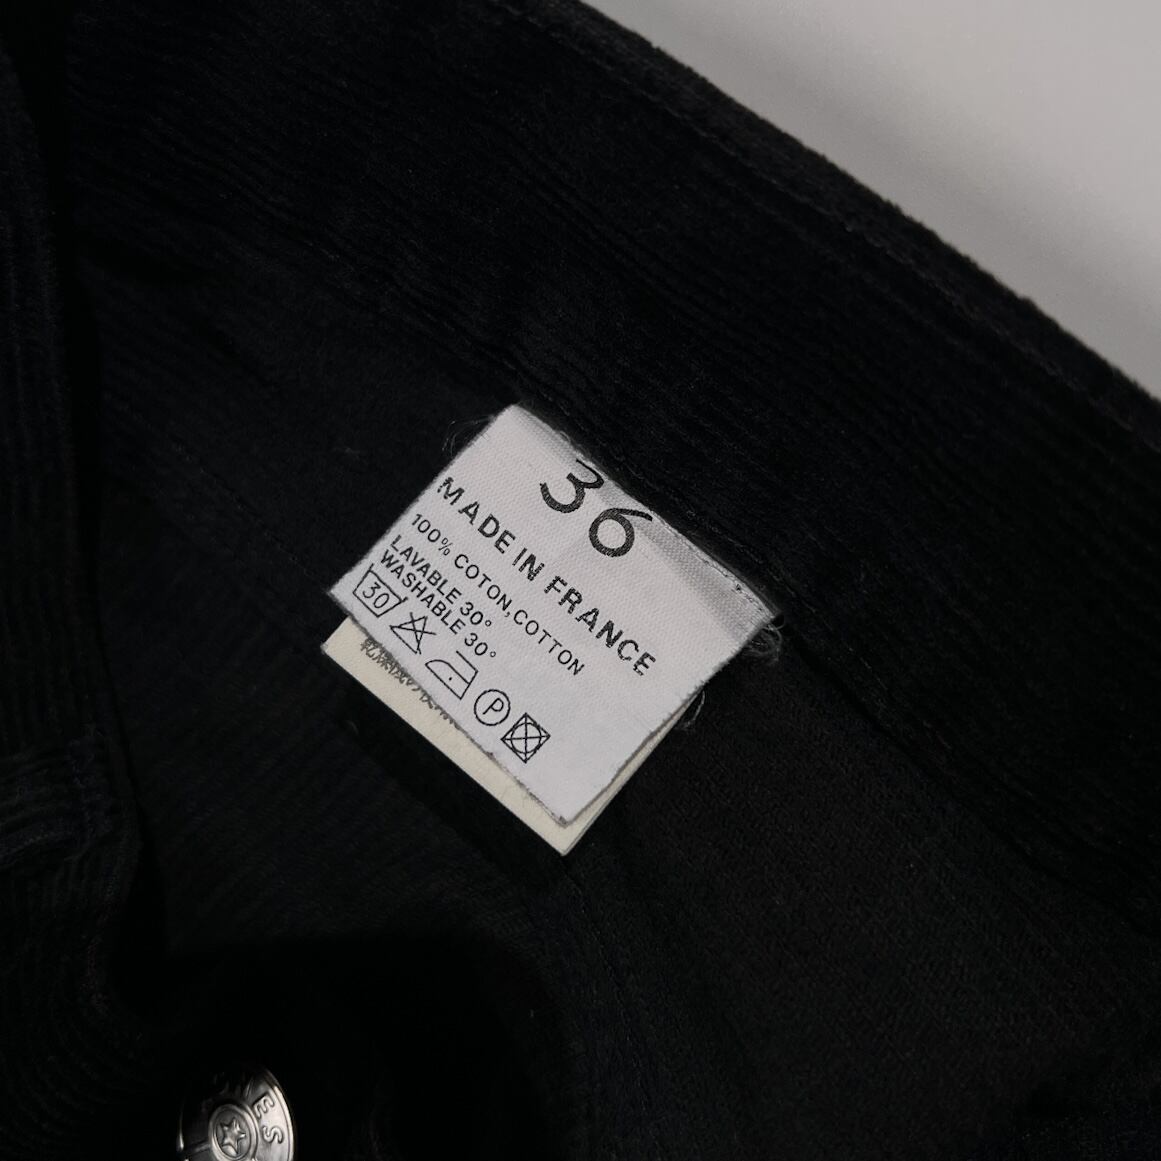 36
MADE IN FRANCE
100% COTON,COTTON
LAVABLE 30°
WASHABLE 30°
30
P